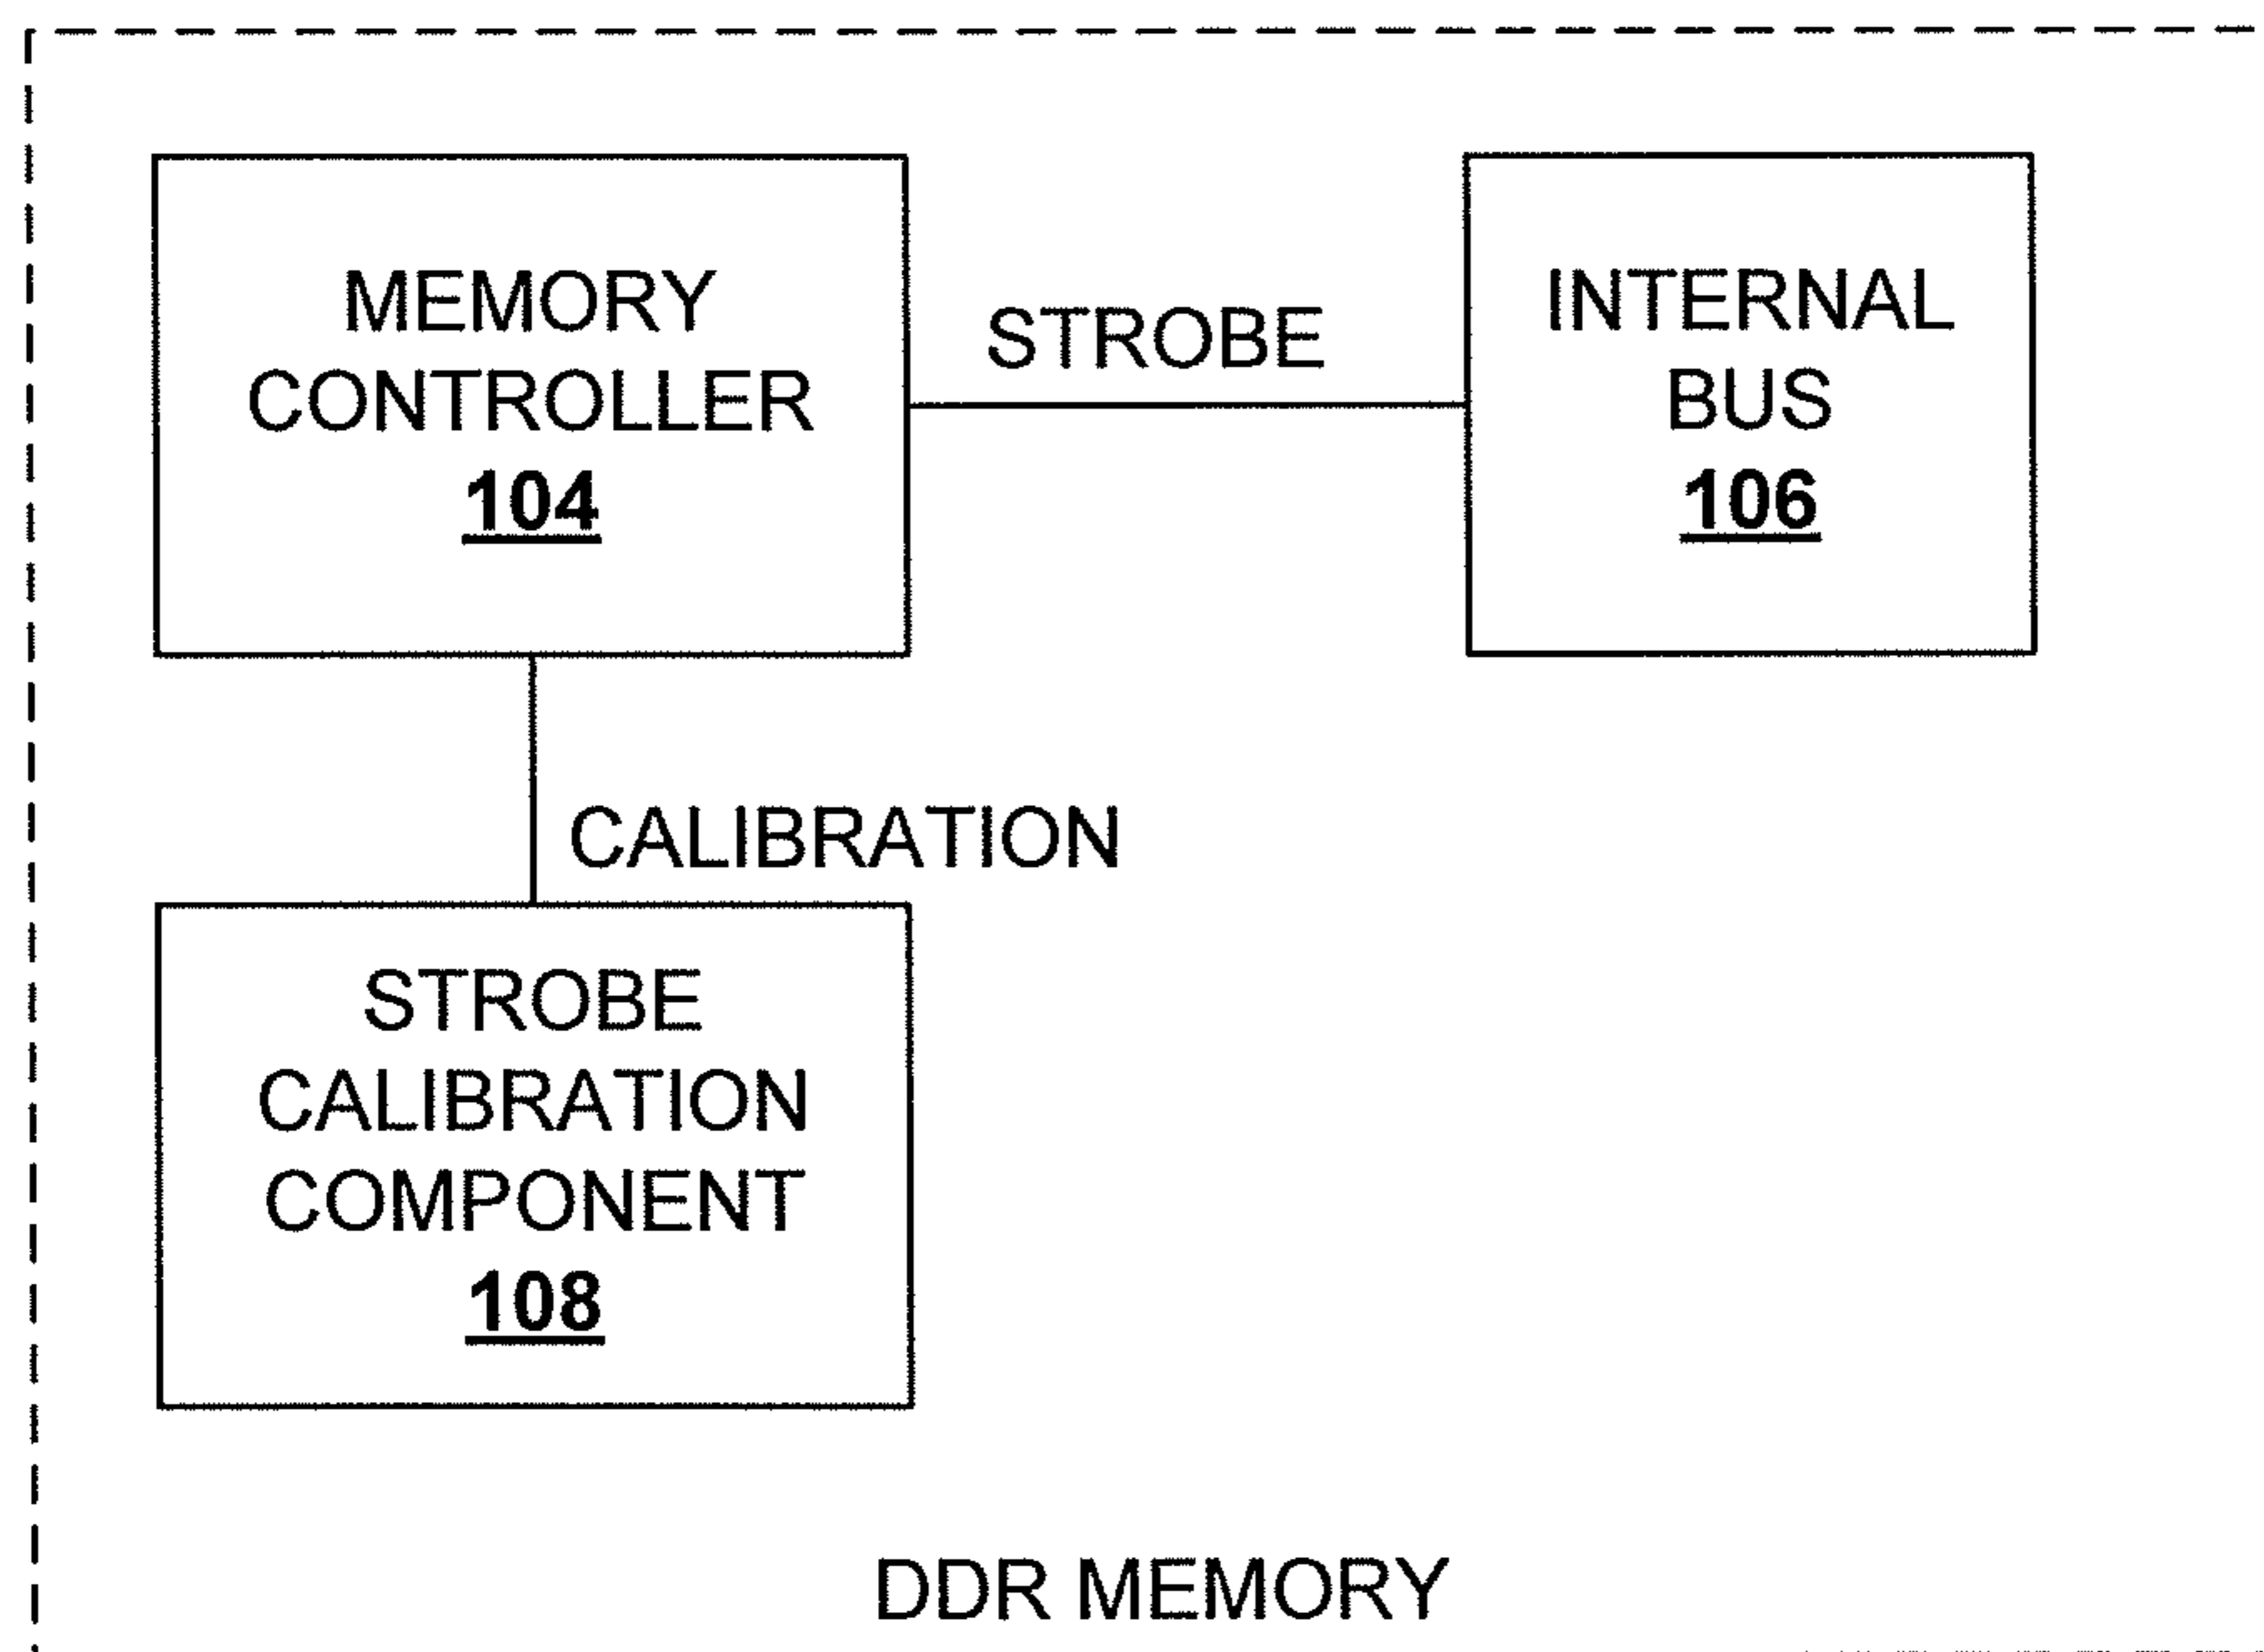 MEMORY
CONTROLLER
104
STROBE
INTERNAL
BUS
106
CALIBRATION
STROBE
CALIBRATION
COMPONENT
108
DDR MEMORY